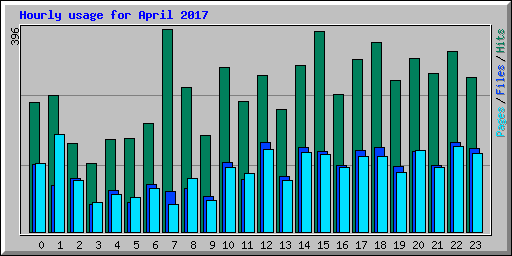 Hourly usage for April 2017
396
Pages/Files/Hits
0 1 2 3 4 5 6 7 8 9 10 11 12 13 14 15 16 17 18 19 20 21 22 23